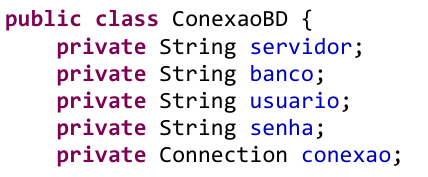 public class ConexaoBD {
    private String servidor;
    private String banco;
    private String usuario;
    private String senha;
    private Connection conexao;